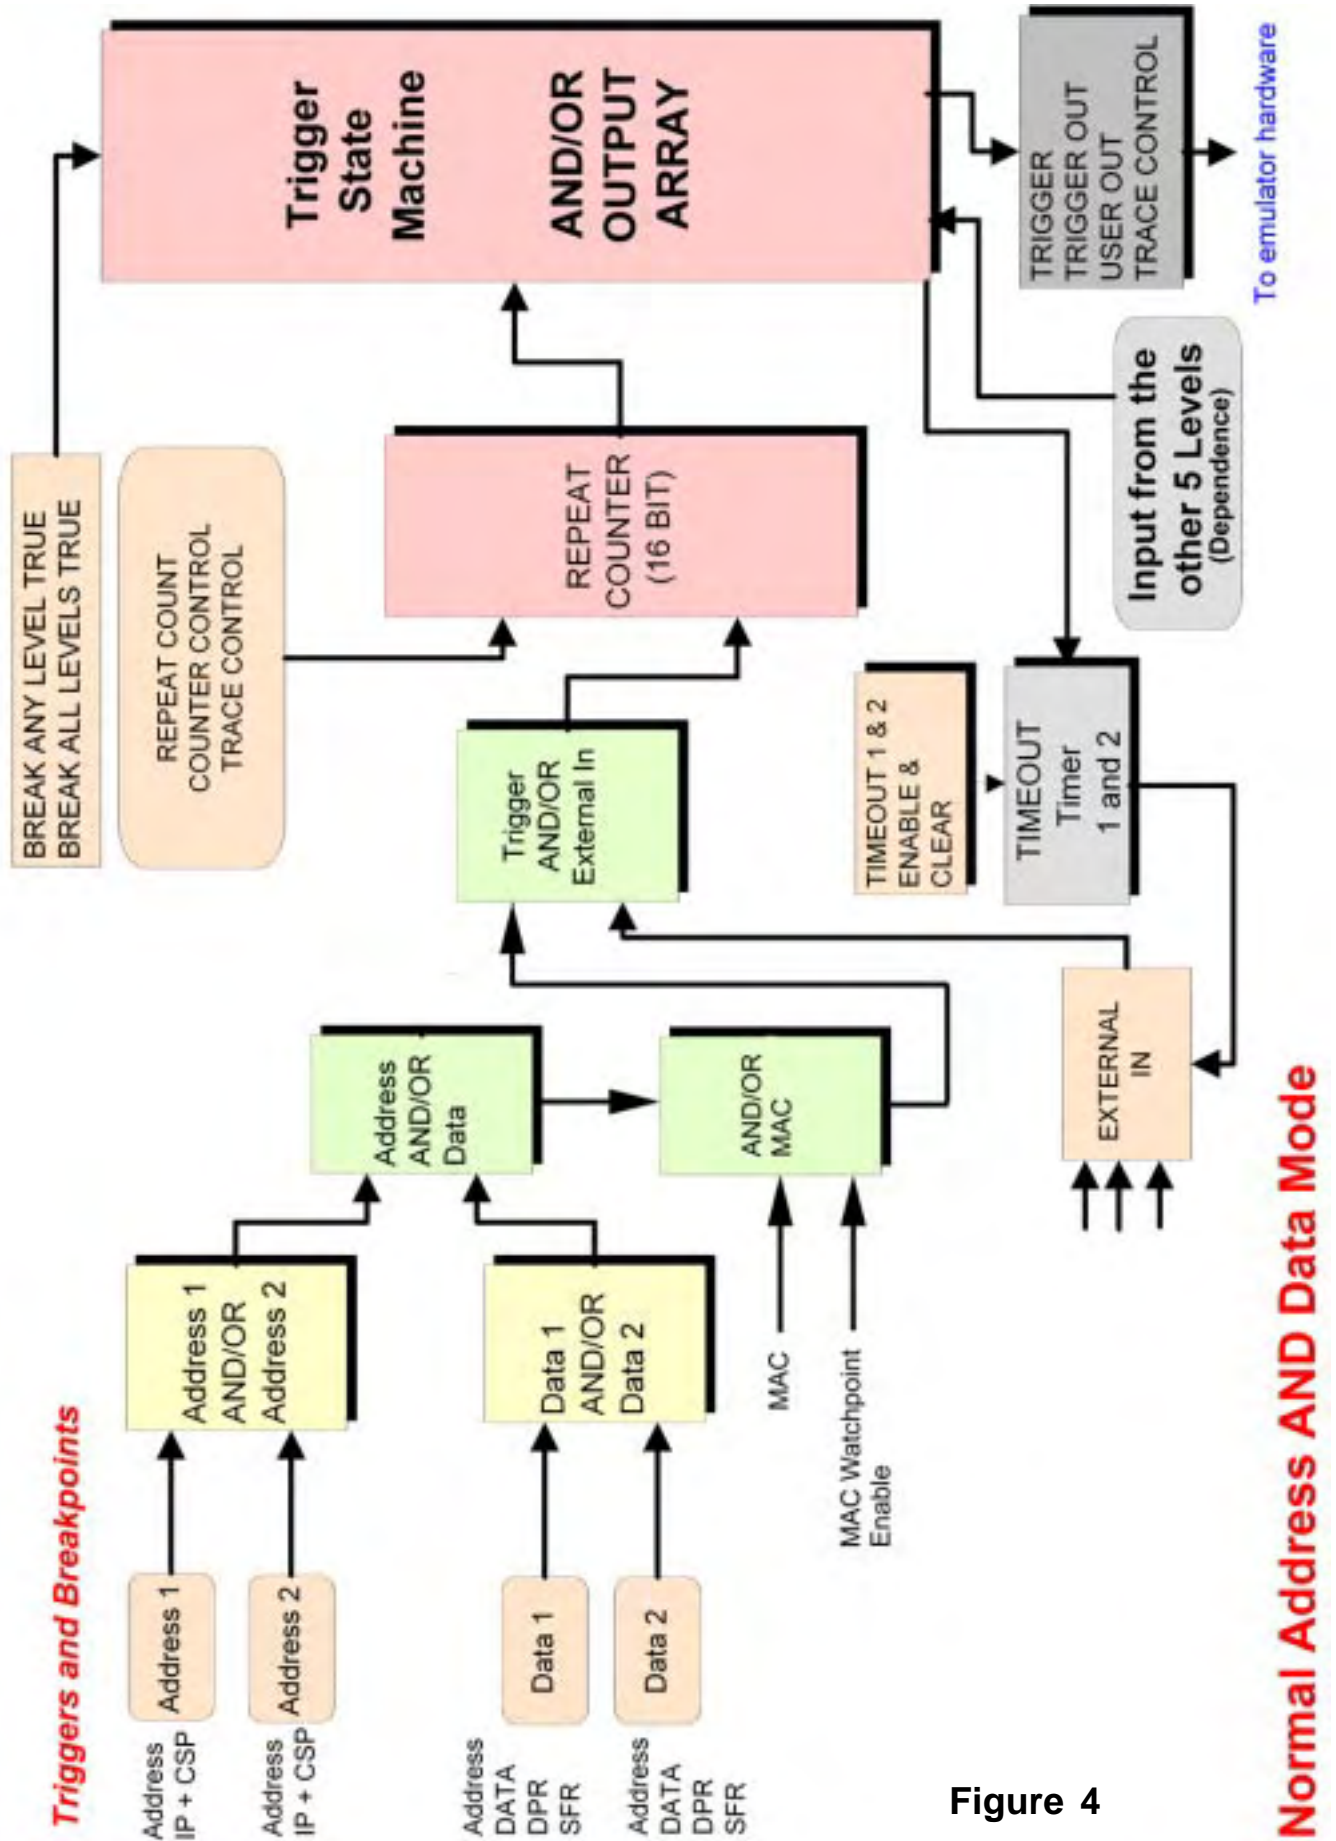 Triggers and Breakpoints
BREAK ANY LEVEL TRUE
BREAK ALL LEVELS TRUE
REPEAT COUNT
COUNTER CONTROL
TRACE CONTROL
Trigger
State
Machine
AND/OR
OUTPUT
ARRAY
Address
IP + CSP
Address 1
Address
IP + CSP
Address 2
Address 1
AND/OR
Address 2
Address
AND/OR
Data
Trigger
AND/OR
External In
REPEAT
COUNTER
(16 BIT)
Address
DATA
DPR
SFR
Data 1
Address
DATA
DPR
SFR
Data 2
Data 1
AND/OR
Data 2
MAC
MAC Watchpoint
Enable
AND/OR
MAC
TIMEOUT 1 & 2
ENABLE &
CLEAR
TIMEOUT
Timer
1 and 2
EXTERNAL
IN
Input from the
other 5 Levels
(Dependence)
TRIGGER
TRIGGER OUT
USER OUT
TRACE CONTROL
To emulator hardware
Figure 4
Normal Address AND Data Mode